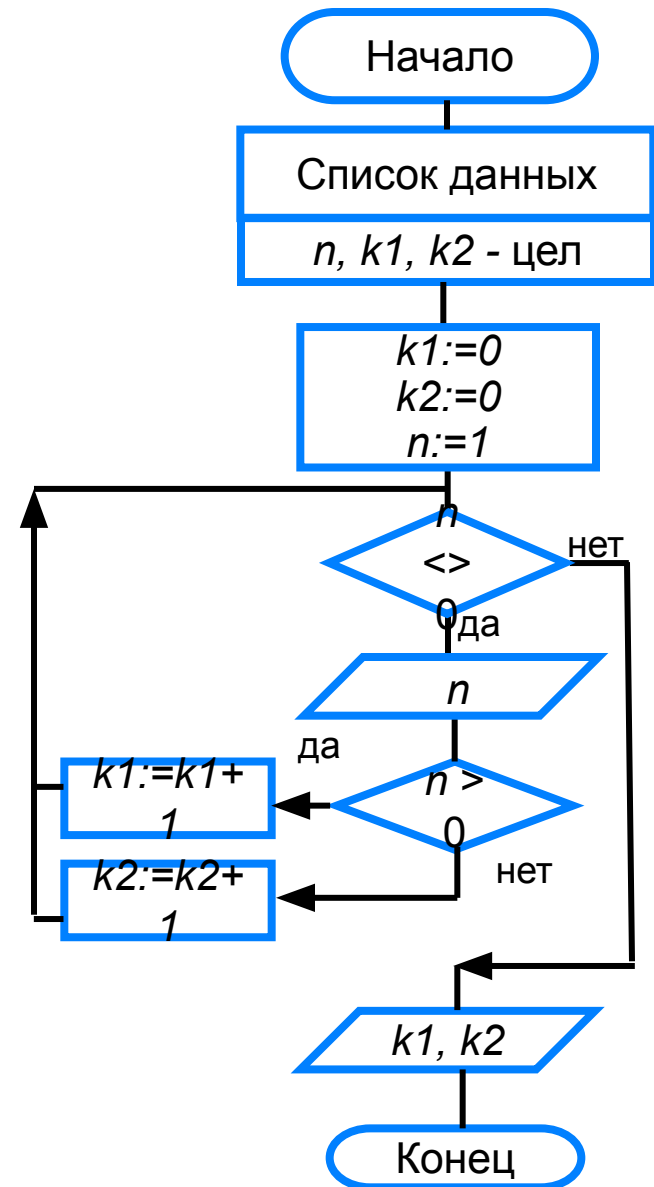 Начало
Список данных
n, k1, k2 - цел
k1:=0
k2:=0
n:=1
n
<>
0
нет
да
n
да
n >
0
k1:=k1+
1
нет
k2:=k2+
1
k1, k2
Конец